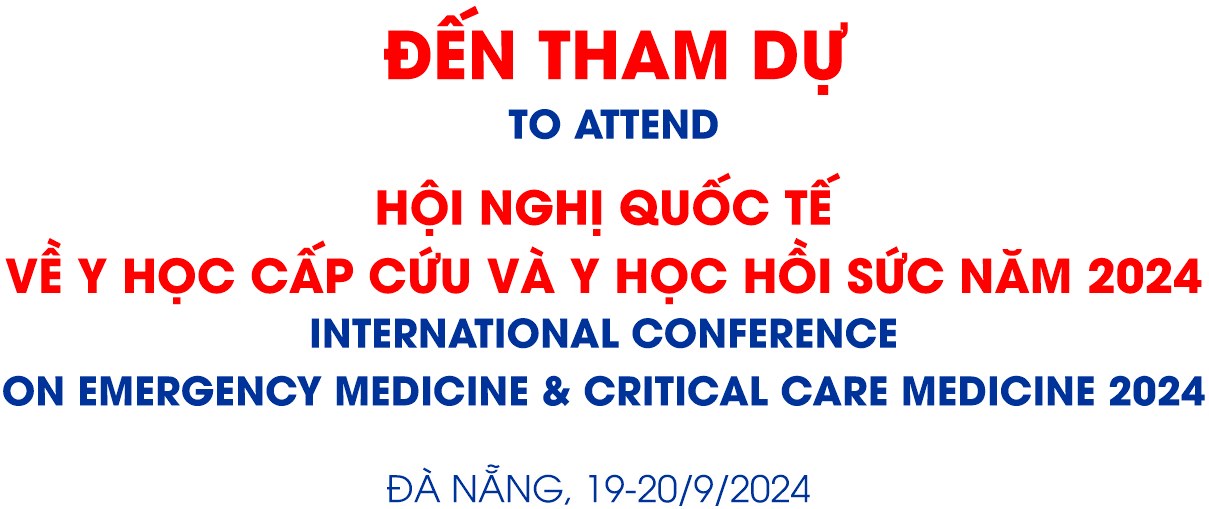 ĐẾN THAM DỰ
TO ATTEND
HỘI NGHỊ QUỐC TẾ
VỀ Y HỌC CẤP CỨU VÀ Y HỌC HỒI SỨC NĂM 2024
INTERNATIONAL CONFERENCE
ON EMERGENCY MEDICINE & CRITICAL CARE MEDICINE 2024
ĐÀ NẴNG, 19-20/9/2024